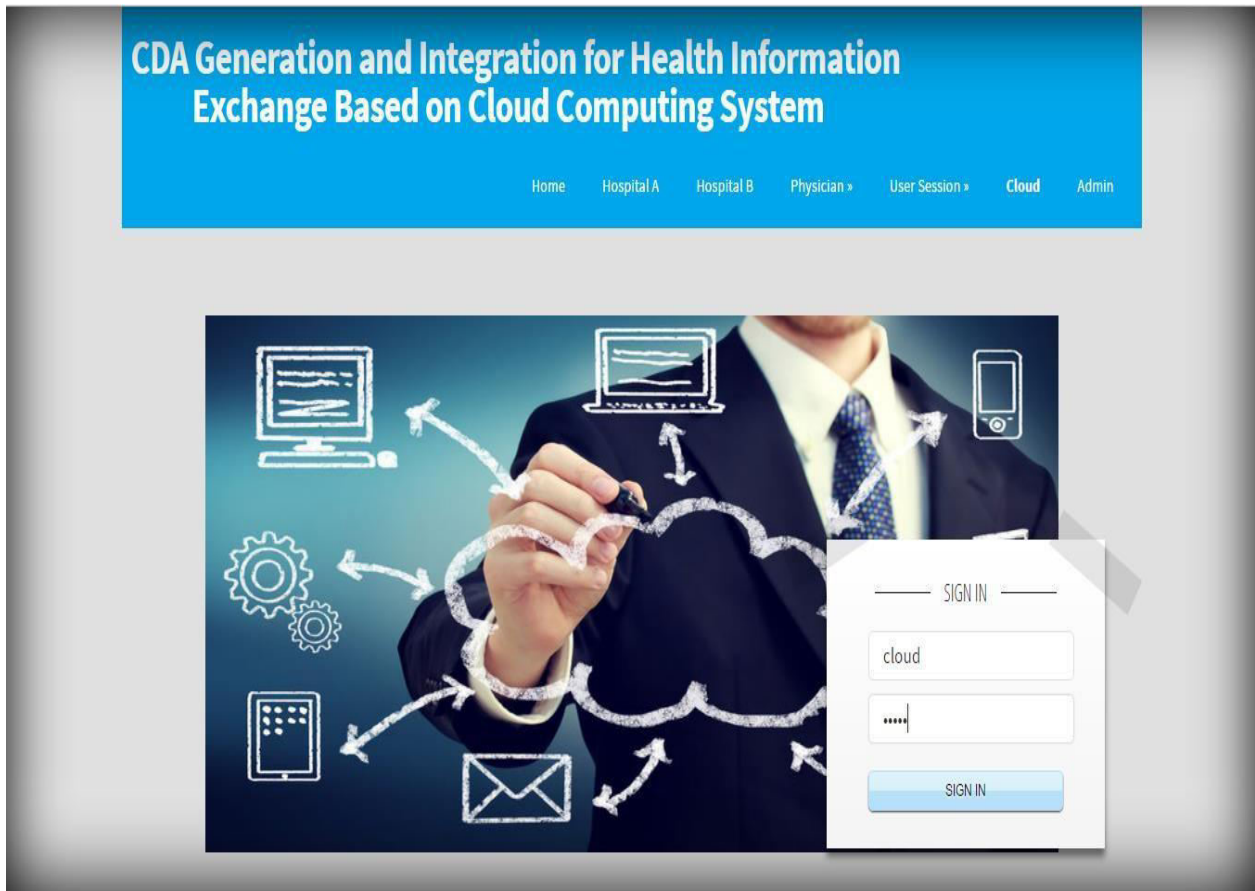 CDA Generation and Integration for Health Information
Exchange Based on Cloud Computing System
Home Hospital A Hospital B Physician » User Session » Cloud Admin
SIGN IN
cloud
•••••
SIGN IN